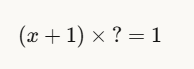 (x + 1) × ? = 1